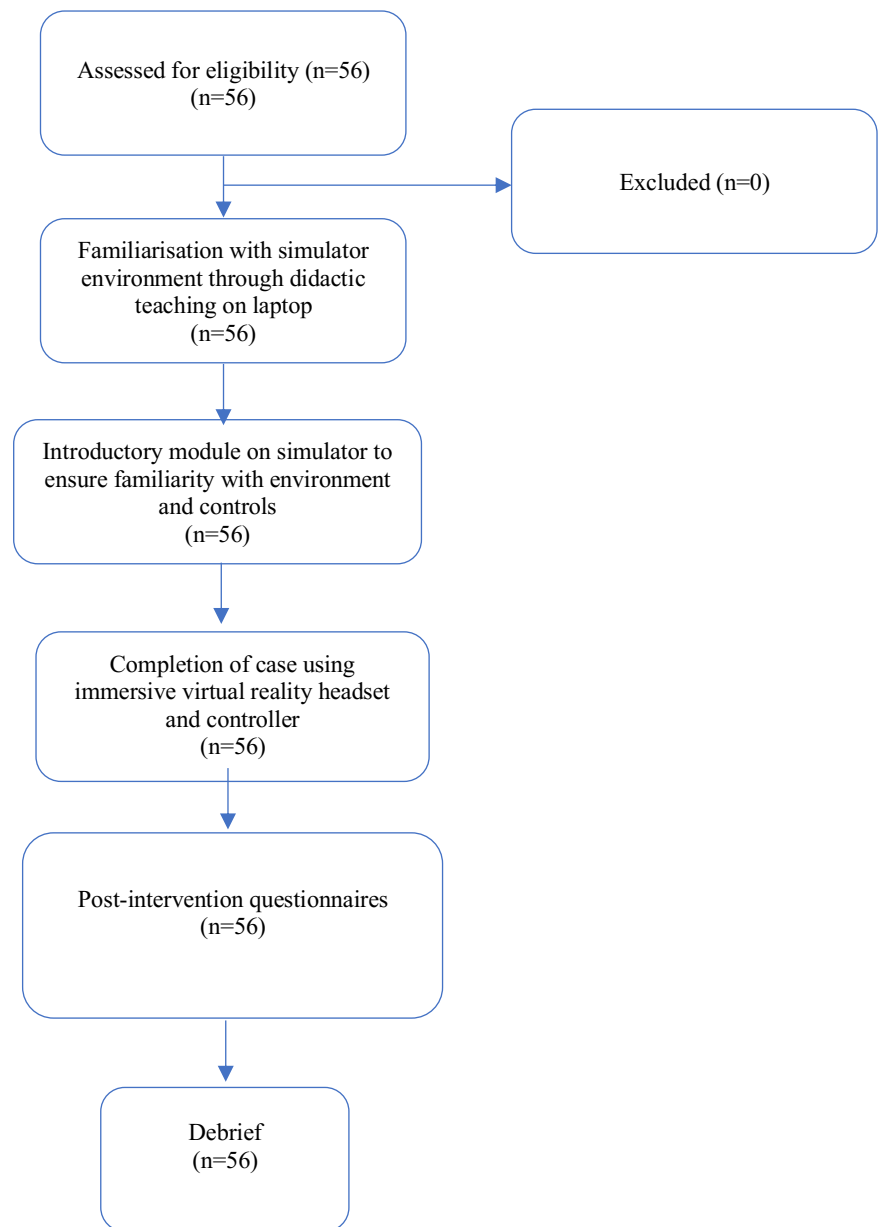 Assessed for eligibility (n=56)
(n=56)
Excluded (n=0)
Familiarisation with simulator
environment through didactic
teaching on laptop
(n=56)
Introductory module on simulator to
ensure familiarity with environment
and controls
(n=56)
Completion of case using
immersive virtual reality headset
and controller
(n=56)
Post-intervention questionnaires
(n=56)
Debrief
(n=56)